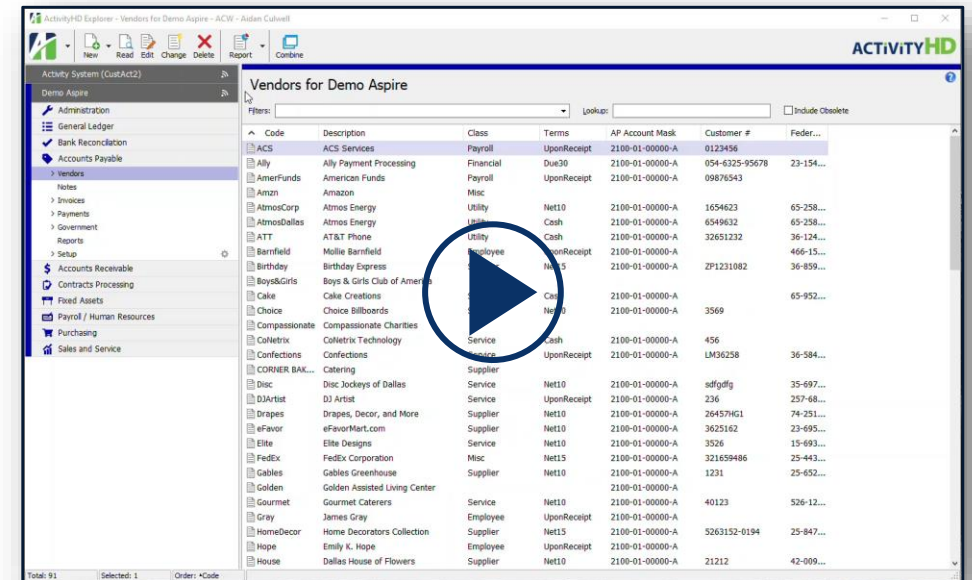 ActivityHD Explorer - Vendors for Demo Aspire - ACW - Aidan Culwell
New Read Edit Change Delete Report Combine
ACTiViTYHD
Activity System (CustAct2)
Demo Aspire
Administration
General Ledger
Bank Reconciliation
Accounts Payable
> Vendors
Notes
> Invoices
> Payments
> Government
Reports
> Setup
Accounts Receivable
Contracts Processing
Fixed Assets
Payroll / Human Resources
Purchasing
Sales and Service
Vendors for Demo Aspire
Filters: Lookup: Include Obsolete
Code Description Class Terms AP Account Mask Customer # Feder...
ACS ACS Services Payroll UponReceipt 2100-01-00000-A 0123456
Ally Ally Payment Processing Financial Due30 2100-01-00000-A 054-6325-95678 23-154...
AmerFunds American Funds Payroll UponReceipt 2100-01-00000-A 09876543
Amzn Amazon Misc
AtmosCorp Atmos Energy Utility Net10 2100-01-00000-A 1654623 65-258...
AtmosDallas Atmos Energy Utility Cash 2100-01-00000-A 6549632 65-258...
ATT AT&T Phone Utility Cash 2100-01-00000-A 32651232 36-124...
Barnfield Mollie Barnfield Employee UponReceipt 2100-01-00000-A 466-15...
Birthday Birthday Express Net15 2100-01-00000-A ZP1231082 36-859...
Boys&Girls Boys & Girls Club of America
Cake Cake Creations 2100-01-00000-A 65-952...
Choice Choice Billboards 2100-01-00000-A 3569
Compassionate Compassionate Charities
CoNetrix CoNetrix Technology Service Cash 2100-01-00000-A 456
Confections Confections Service UponReceipt 2100-01-00000-A LM36258 36-584...
CORNER BAK... Catering Supplier
Disc Disc Jockeys of Dallas Service Net10 2100-01-00000-A sdfgdfg 35-697...
DJArtist DJ Artist Service UponReceipt 2100-01-00000-A 236 257-68...
Drapes Drapes, Decor, and More Supplier Net10 2100-01-00000-A 26457HG1 74-251...
eFavor eFavorMart.com Supplier Net10 2100-01-00000-A 3625162 23-695...
Elite Elite Designs Service Net10 2100-01-00000-A 3526 15-693...
FedEx FedEx Corporation Misc Net15 2100-01-00000-A 321659486 25-443...
Gables Gables Greenhouse Supplier Net10 2100-01-00000-A 1231 25-652...
Golden Golden Assisted Living Center 2100-01-00000-A
Gourmet Gourmet Caterers Service Net10 2100-01-00000-A 40123 526-12...
Gray James Gray Employee UponReceipt 2100-01-00000-A
HomeDecor Home Decorators Collection Supplier Net15 2100-01-00000-A 5263152-0194 25-847...
Hope Emily K. Hope Employee UponReceipt 2100-01-00000-A
House Dallas House of Flowers Supplier Net10 2100-01-00000-A 21212 42-009...
Total: 91 Selected: 1 Order: •Code